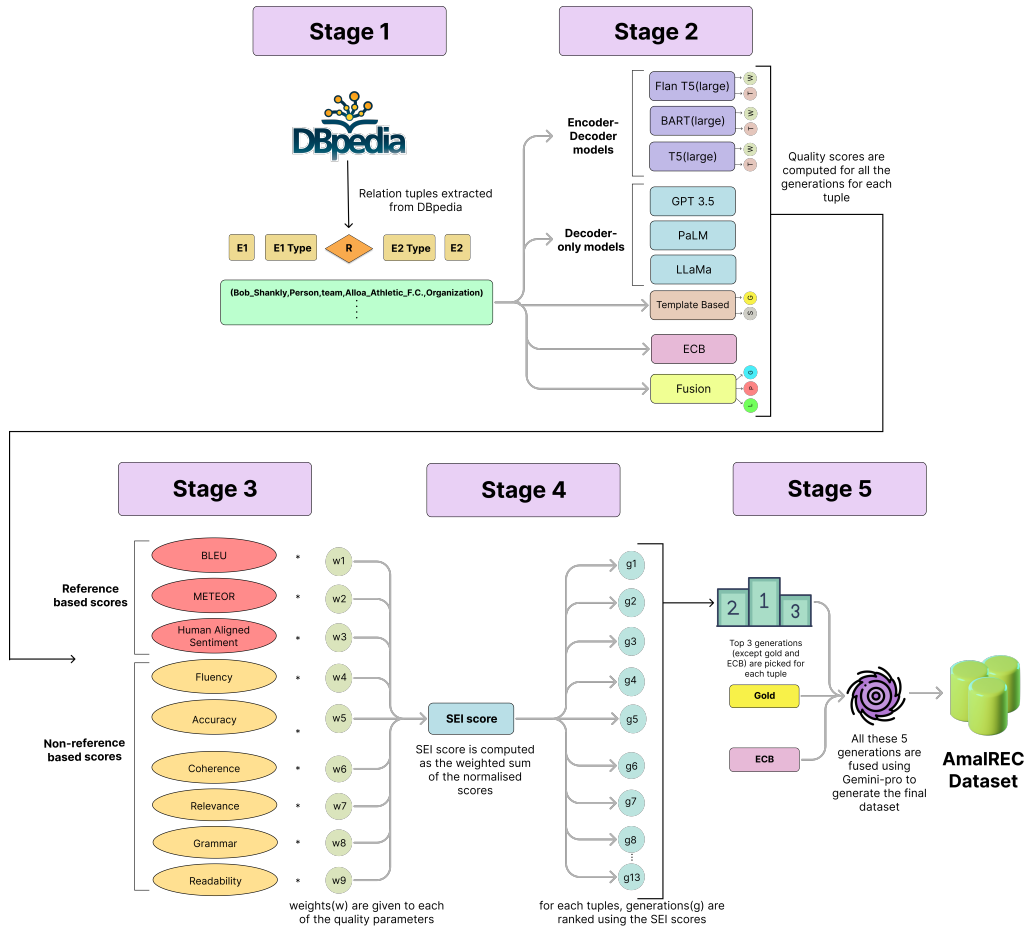 Stage 1
Stage 2
DBpedia
Relation tuples extracted
from DBpedia
E1
E1 Type
R
E2 Type
E2
(Bob_Shankly,Person,team,Alloa_Athletic_F.C.,Organization)
Encoder-
Decoder
models
Flan T5(large)
W
T
BART(large)
W
T
T5(large)
W
T
Decoder-
only models
GPT 3.5
PaLM
LLaMa
Template Based
G
S
ECB
Fusion
G
P
L
Quality scores are
computed for all the
generations for each
tuple
Stage 3
Stage 4
Stage 5
Reference
based scores
BLEU
* w1
METEOR
* w2
Human Aligned
Sentiment
* w3
Non-reference
based scores
Fluency
* w4
Accuracy
* w5
Coherence
* w6
Relevance
* w7
Grammar
* w8
Readability
* w9
weights(w) are given to each
of the quality parameters
SEI score
SEI score is computed
as the weighted sum
of the normalised
scores
g1
g2
g3
g4
g5
g6
g7
g8
g13
for each tuples, generations(g) are
ranked using the SEI scores
2 1 3
Top 3 generations
(except gold and
ECB) are picked for
each tuple
Gold
ECB
All these 5
generations are
fused using
Gemini-pro to
generate the final
dataset
AmalREC
Dataset